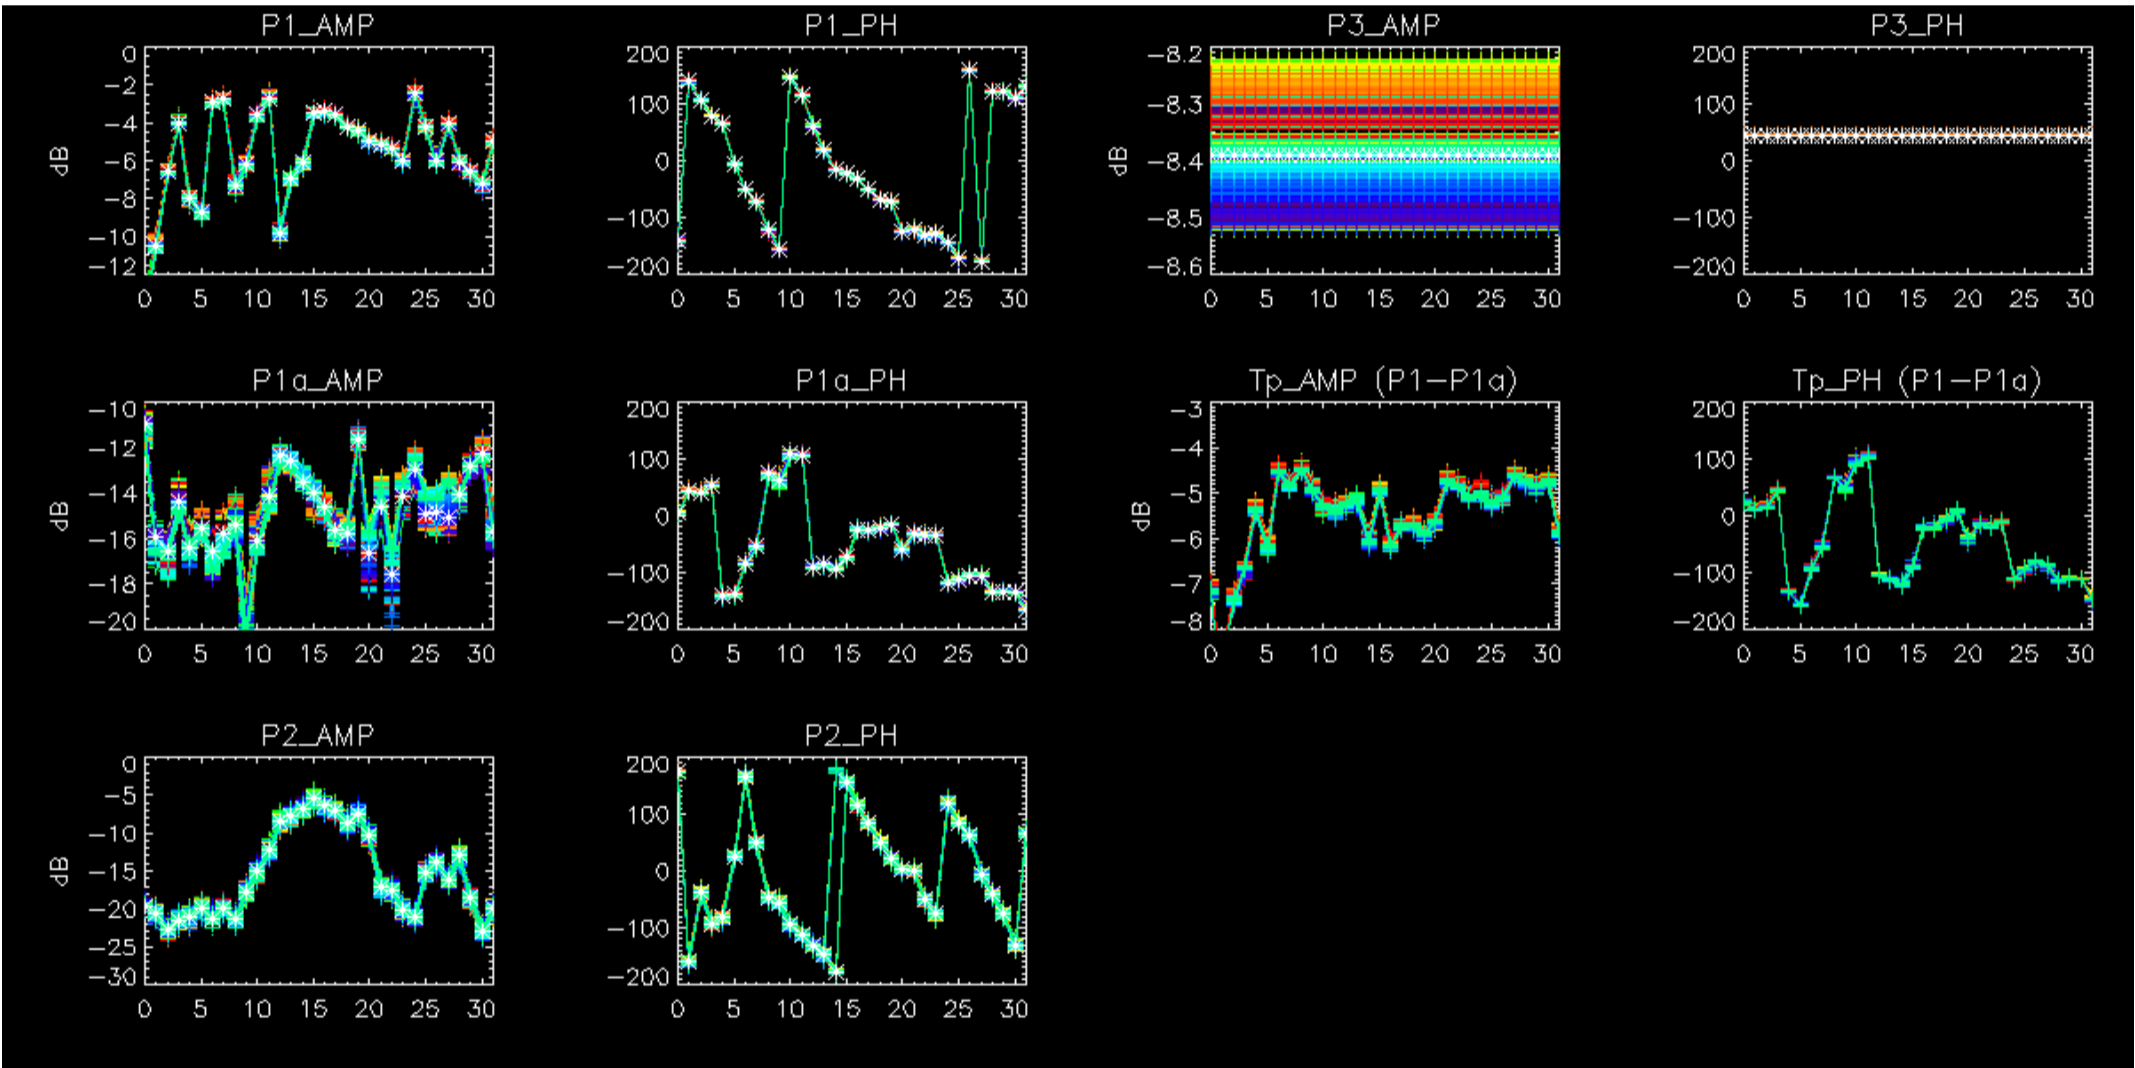 P1_AMP P1_PH P3_AMP P3_PH
0 200 −8.2 200
−2 100 −8.3 100
−4 0 −8.4 0
−6 −100 −8.5 −100
−8 −200 −8.6 −200
−10
−12
dB dB
0 5 10 15 20 25 30 0 5 10 15 20 25 30 0 5 10 15 20 25 30 0 5 10 15 20 25 30
P1a_AMP P1a_PH Tp_AMP (P1−P1a) Tp_PH (P1−P1a)
−10 200 −3 200
−12 100 −4 100
−14 0 −5 0
−16 −100 −6 −100
−18 −200 −7 −200
−20 −8
dB dB
0 5 10 15 20 25 30 0 5 10 15 20 25 30 0 5 10 15 20 25 30 0 5 10 15 20 25 30
P2_AMP P2_PH
0 200
−5 100
−10 0
−15 −100
−20 −200
−25
−30
dB
0 5 10 15 20 25 30 0 5 10 15 20 25 30